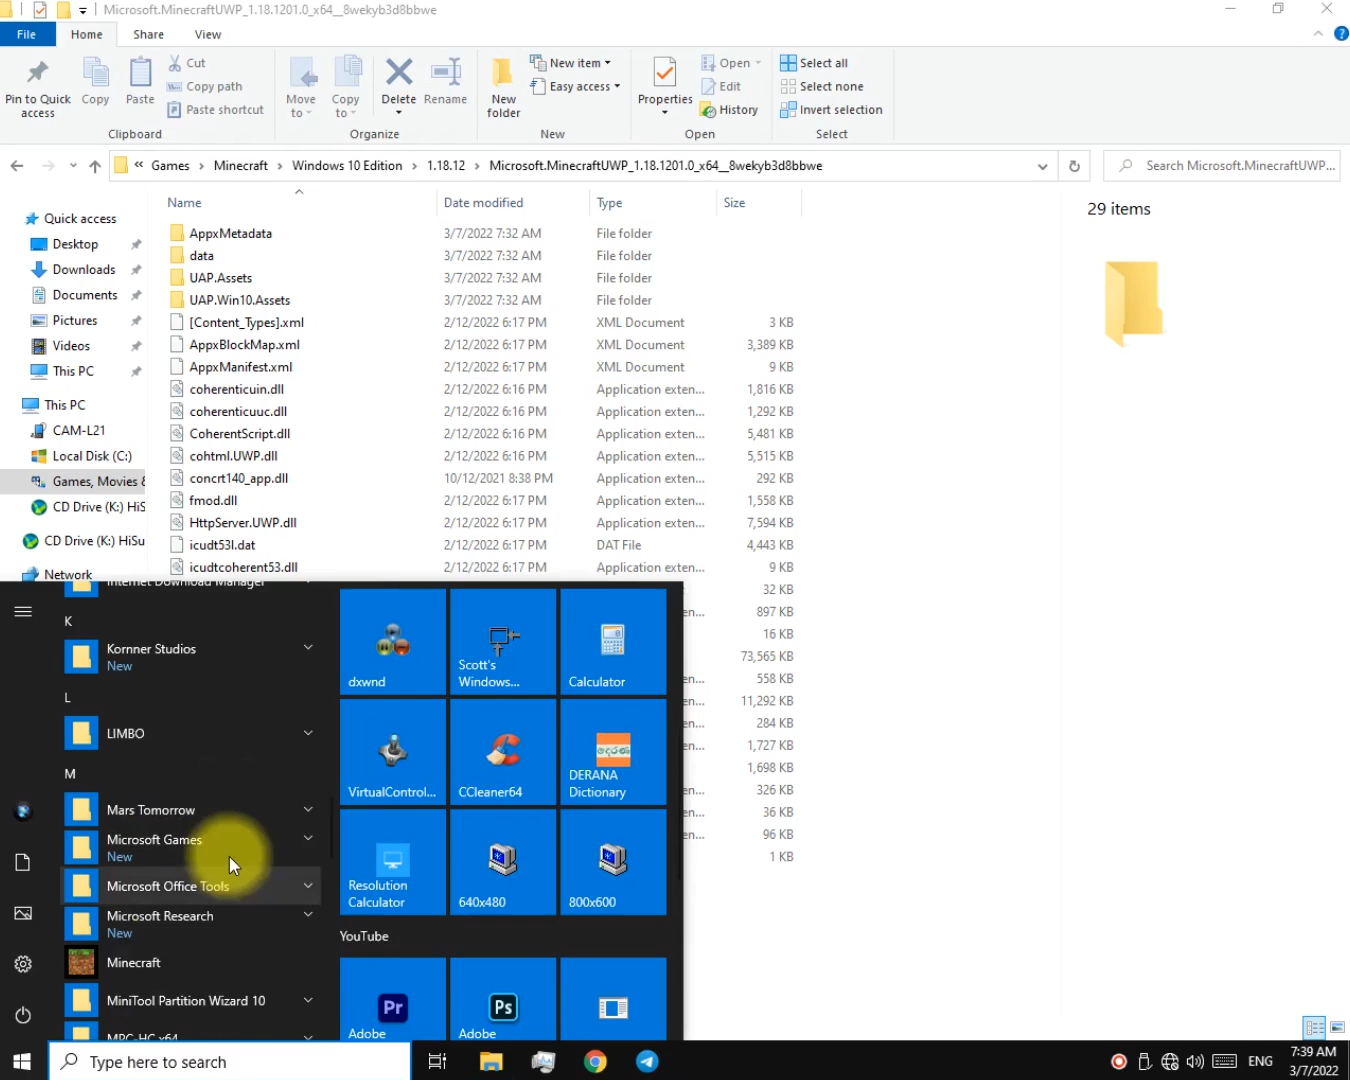 Microsoft.MinecraftUWP_1.18.1201.0_x64__8wekyb3d8bbwe
File Home Share View
Pin to Quick access
Copy
Paste
Cut
Copy path
Paste shortcut
Clipboard
Move to
Copy to
Delete
Rename
Organize
New folder
New item
Easy access
New
Properties
Open
Edit
History
Open
Select all
Select none
Invert selection
Select
« Games › Minecraft › Windows 10 Edition › 1.18.12 › Microsoft.MinecraftUWP_1.18.1201.0_x64__8wekyb3d8bbwe
Search Microsoft.MinecraftUWP...
Quick access
Desktop
Downloads
Documents
Pictures
Videos
This PC
This PC
CAM-L21
Local Disk (C:)
Games, Movies &
CD Drive (K:) HiS
CD Drive (K:) HiSu
Network
Name Date modified Type Size
AppxMetadata 3/7/2022 7:32 AM File folder
data 3/7/2022 7:32 AM File folder
UAP.Assets 3/7/2022 7:32 AM File folder
UAP.Win10.Assets 3/7/2022 7:32 AM File folder
[Content_Types].xml 2/12/2022 6:17 PM XML Document 3 KB
AppxBlockMap.xml 2/12/2022 6:17 PM XML Document 3,389 KB
AppxManifest.xml 2/12/2022 6:17 PM XML Document 9 KB
coherenticuin.dll 2/12/2022 6:16 PM Application exten... 1,816 KB
coherenticuuc.dll 2/12/2022 6:16 PM Application exten... 1,292 KB
CoherentScript.dll 2/12/2022 6:16 PM Application exten... 5,481 KB
cohtml.UWP.dll 2/12/2022 6:16 PM Application exten... 5,515 KB
concrt140_app.dll 10/12/2021 8:38 PM Application exten... 292 KB
fmod.dll 2/12/2022 6:17 PM Application exten... 1,558 KB
HttpServer.UWP.dll 2/12/2022 6:17 PM Application exten... 7,594 KB
icudt53l.dat 2/12/2022 6:17 PM DAT File 4,443 KB
icudtcoherent53.dll 2/12/2022 6:17 PM Application exten... 9 KB
32 KB
en... 897 KB
16 KB
73,565 KB
en... 558 KB
en... 11,292 KB
en... 284 KB
en... 1,727 KB
1,698 KB
en... 326 KB
en... 36 KB
en... 96 KB
1 KB
29 items
Internet Download Manager
K
Kornner Studios
New
L
LIMBO
M
Mars Tomorrow
Microsoft Games
New
Microsoft Office Tools
Microsoft Research
New
Minecraft
MiniTool Partition Wizard 10
MPC-HC x64
dxwnd
Scott's Windows...
Calculator
VirtualControl...
CCleaner64
DERANA Dictionary
Resolution Calculator
640x480
800x600
YouTube
Pr
Adobe
Ps
Adobe
Type here to search
ENG
7:39 AM
3/7/2022